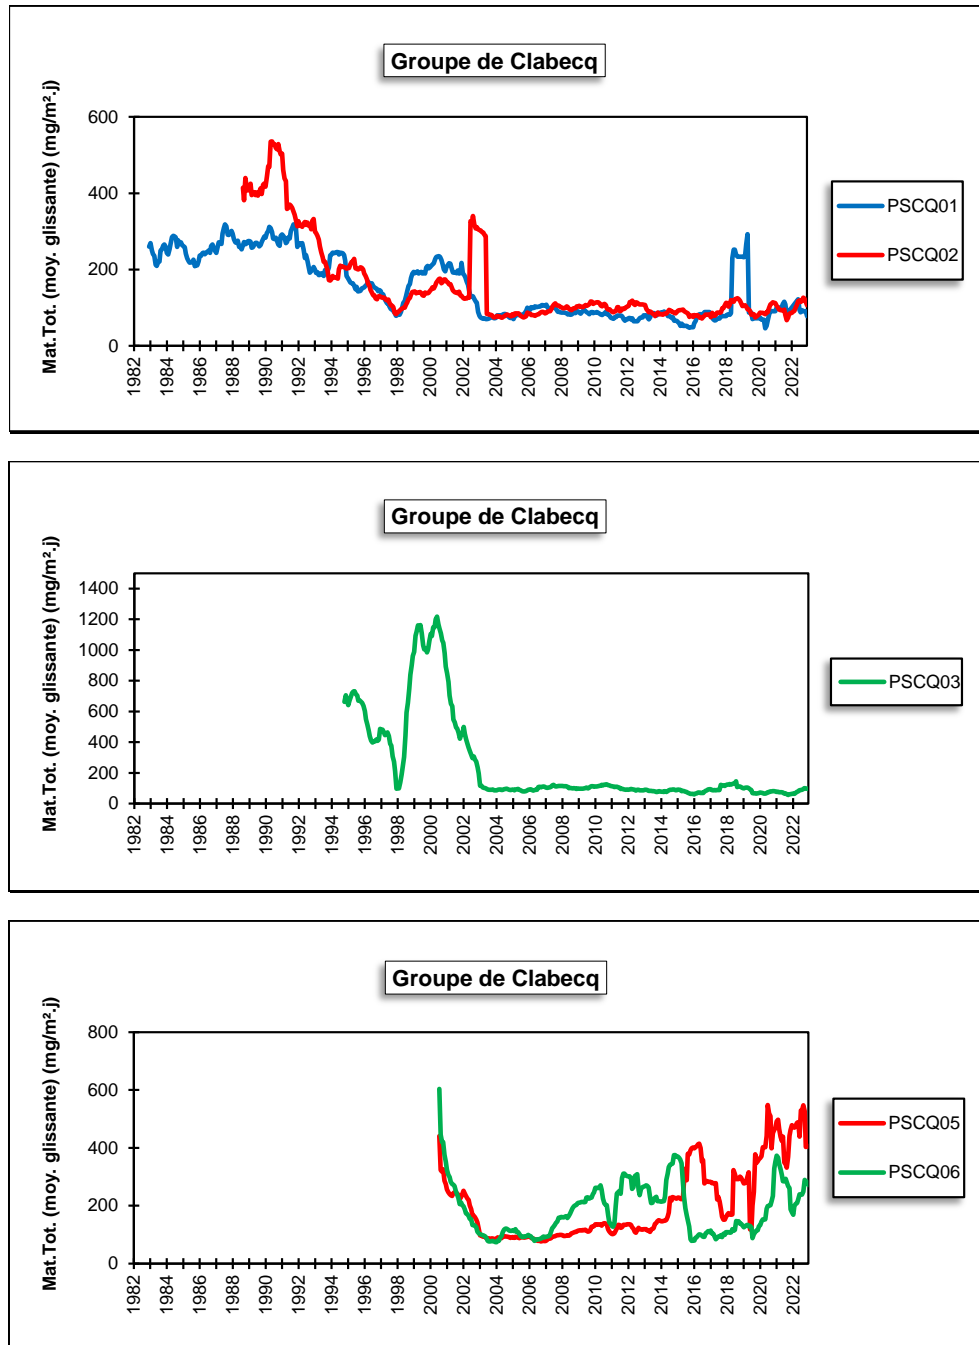 Groupe de Clabecq
Mat.Tot. (moy. glissante) (mg/m².j)
600
400
200
0
1982 1984 1986 1988 1990 1992 1994 1996 1998 2000 2002 2004 2006 2008 2010 2012 2014 2016 2018 2020 2022
PSCQ01
PSCQ02
Groupe de Clabecq
Mat.Tot. (moy. glissante) (mg/m².j)
1400
1200
1000
800
600
400
200
0
1982 1984 1986 1988 1990 1992 1994 1996 1998 2000 2002 2004 2006 2008 2010 2012 2014 2016 2018 2020 2022
PSCQ03
Groupe de Clabecq
Mat.Tot. (moy. glissante) (mg/m².j)
800
600
400
200
0
1982 1984 1986 1988 1990 1992 1994 1996 1998 2000 2002 2004 2006 2008 2010 2012 2014 2016 2018 2020 2022
PSCQ05
PSCQ06